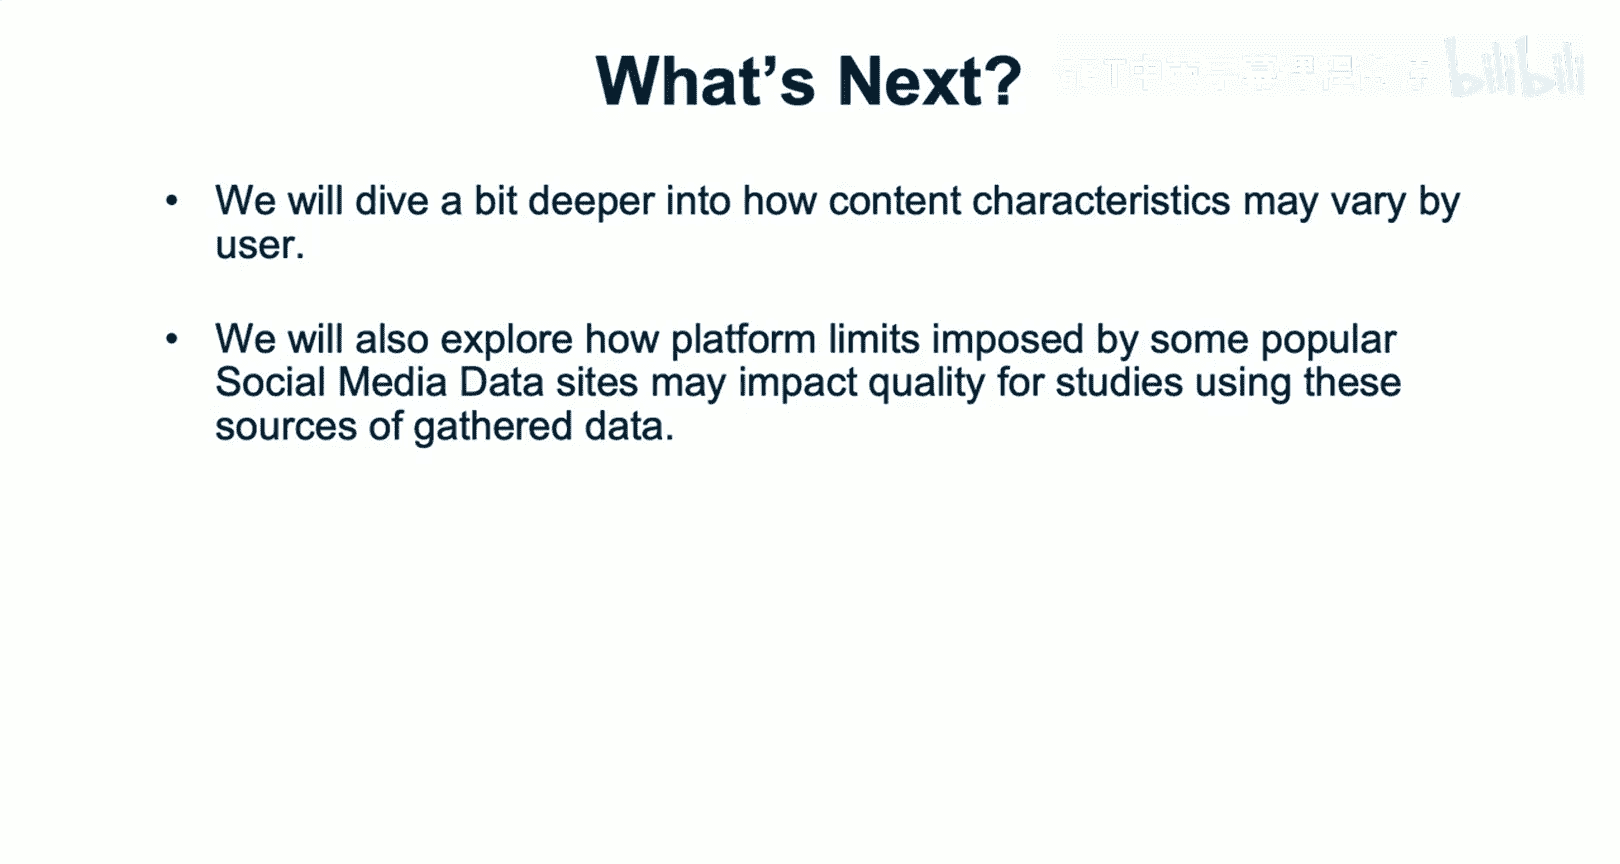 What’s Next?
bilibili
• We will dive a bit deeper into how content characteristics may vary by
user.
• We will also explore how platform limits imposed by some popular
Social Media Data sites may impact quality for studies using these
sources of gathered data.